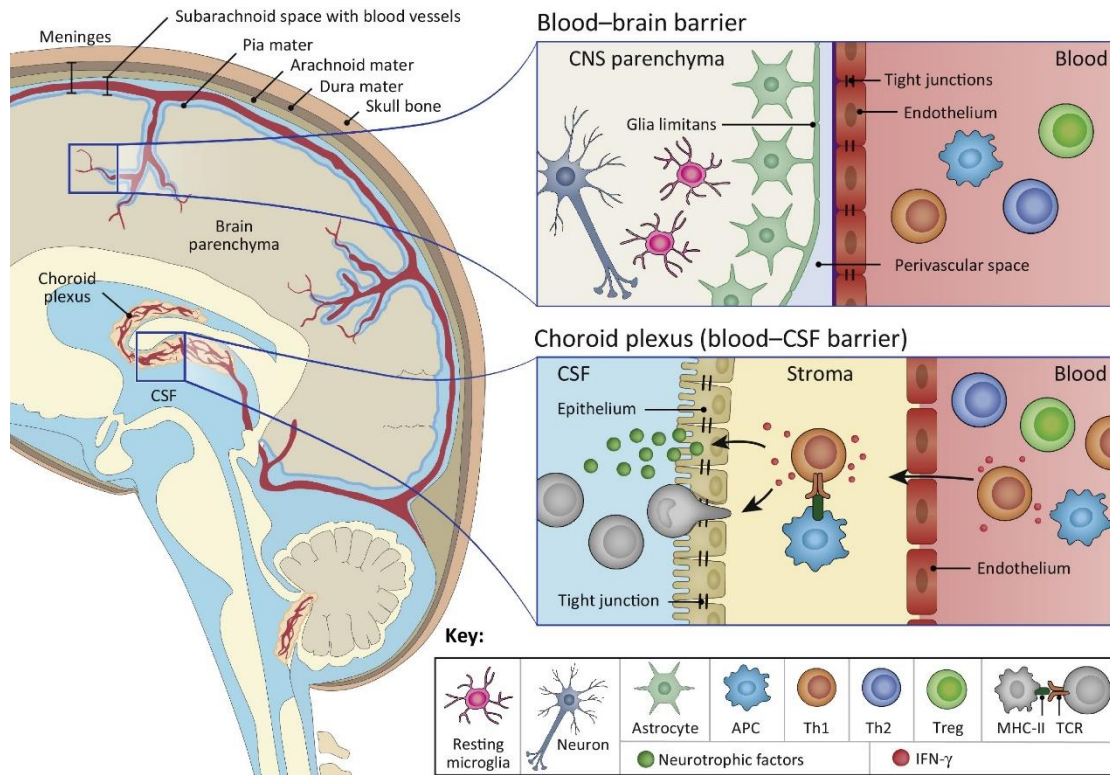 Subarachnoid space with blood vessels
Meninges
Pia mater
Arachnoid mater
Dura mater
Skull bone
Brain
parenchyma
Choroid
plexus
CSF
Blood–brain barrier
CNS parenchyma
Blood
Tight junctions
Endothelium
Glia limitans
Perivascular space
Choroid plexus (blood–CSF barrier)
CSF
Stroma
Blood
Epithelium
Tight junction
Endothelium
Key:
Resting
microglia
Neuron
Astrocyte
APC
Th1
Th2
Treg
MHC-II
TCR
Neurotrophic factors
IFN-γ